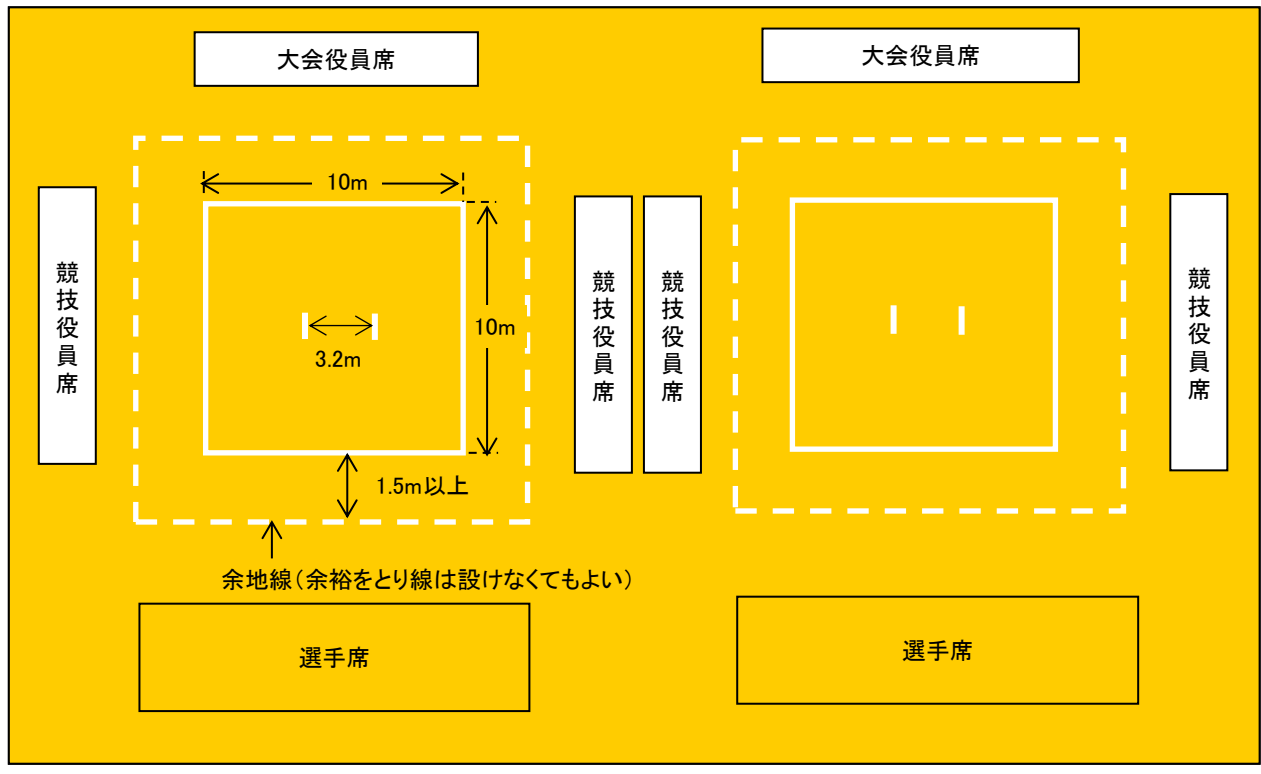 大会役員席
大会役員席
10m
競技役員席
競技役員席
競技役員席
競技役員席
10m
3.2m
1.5m以上
余地線（余裕をとり線は設けなくてもよい）
選手席
選手席